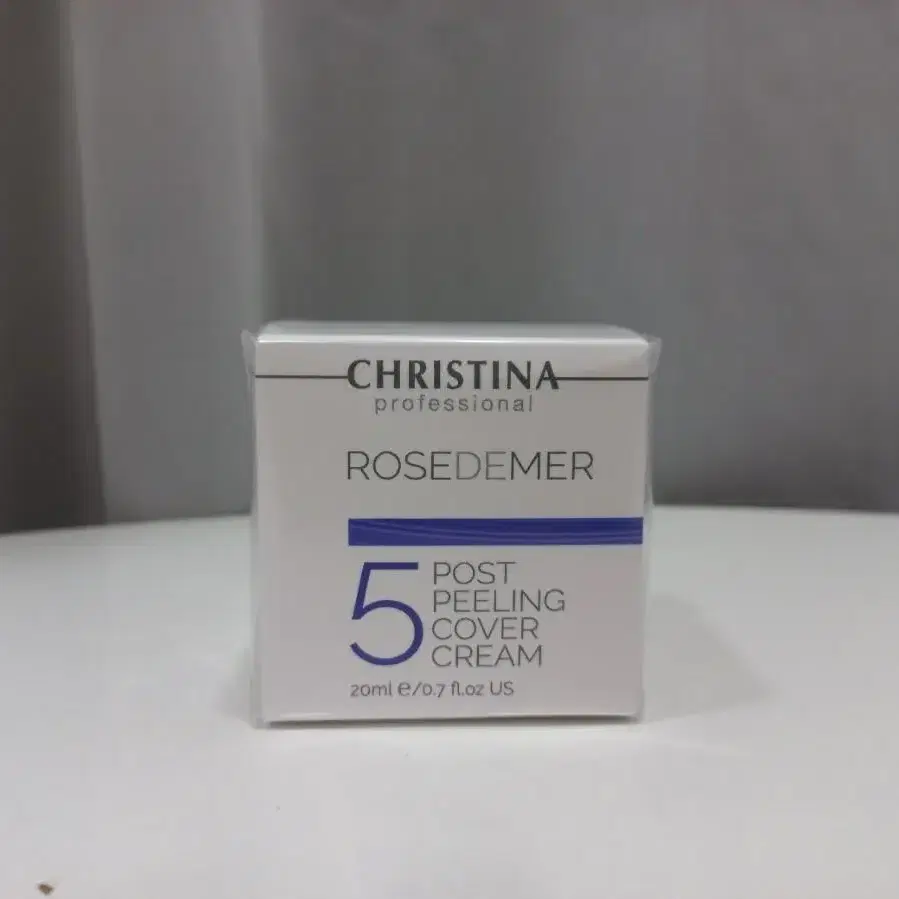 CHRISTINA
professional
ROSEDEMER
5
POST
PEELING
COVER
CREAM
20ml e/0.7 fl.oz US